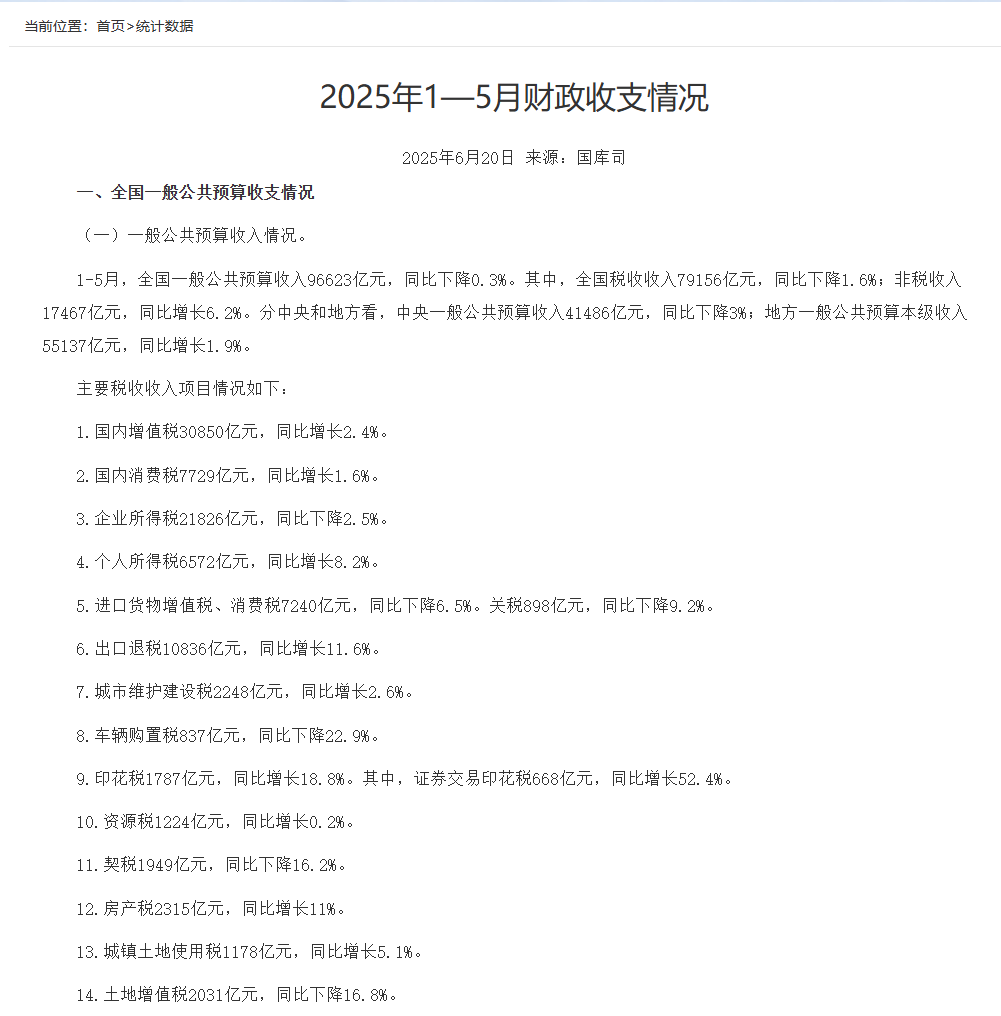 当前位置：首页>统计数据
2025年1—5月财政收支情况
2025年6月20日 来源：国库司
一、全国一般公共预算收支情况
（一）一般公共预算收入情况。
1-5月，全国一般公共预算收入96623亿元，同比下降0.3%。其中，全国税收收入79156亿元，同比下降1.6%；非税收入
17467亿元，同比增长6.2%。分中央和地方看，中央一般公共预算收入41486亿元，同比下降3%；地方一般公共预算本级收入
55137亿元，同比增长1.9%。
主要税收收入项目情况如下：
1.国内增值税30850亿元，同比增长2.4%。
2.国内消费税7729亿元，同比增长1.6%。
3.企业所得税21826亿元，同比下降2.5%。
4.个人所得税6572亿元，同比增长8.2%。
5.进口货物增值税、消费税7240亿元，同比下降6.5%。关税898亿元，同比下降9.2%。
6.出口退税10836亿元，同比增长11.6%。
7.城市维护建设税2248亿元，同比增长2.6%。
8.车辆购置税837亿元，同比下降22.9%。
9.印花税1787亿元，同比增长18.8%。其中，证券交易印花税668亿元，同比增长52.4%。
10.资源税1224亿元，同比增长0.2%。
11.契税1949亿元，同比下降16.2%。
12.房产税2315亿元，同比增长11%。
13.城镇土地使用税1178亿元，同比增长5.1%。
14.土地增值税2031亿元，同比下降16.8%。